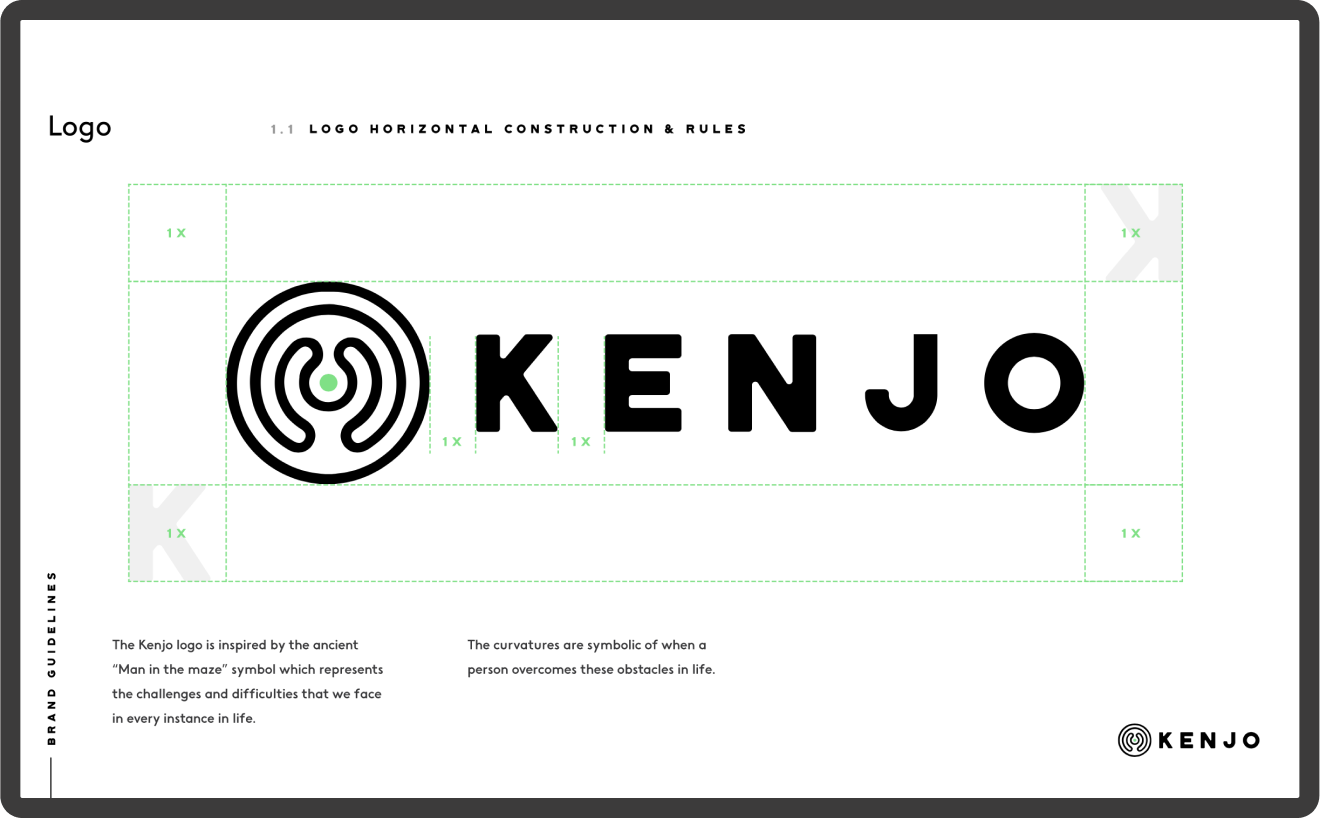 Logo
1.1 LOGO HORIZONTAL CONSTRUCTION & RULES
1X
1X
KENJO
1X
1X
K
1X
1X
The Kenjo logo is inspired by the ancient
“Man in the maze” symbol which represents
the challenges and difficulties that we face
in every instance in life.
The curvatures are symbolic of when a
person overcomes these obstacles in life.
BRAND GUIDELINES
KENJO